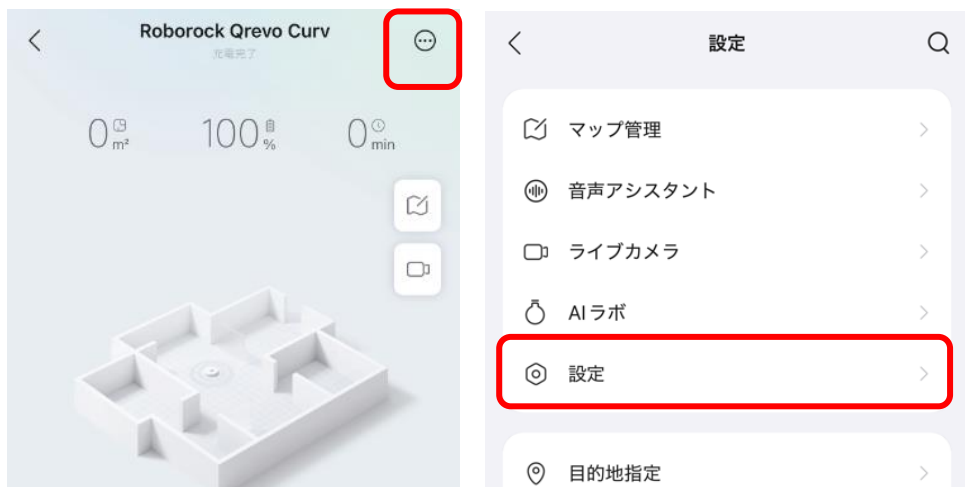 Roborock Qrevo Curv
充電完了
0 m²
100 %
0 min
設定
マップ管理
音声アシスタント
ライブカメラ
AIラボ
設定
目的地指定